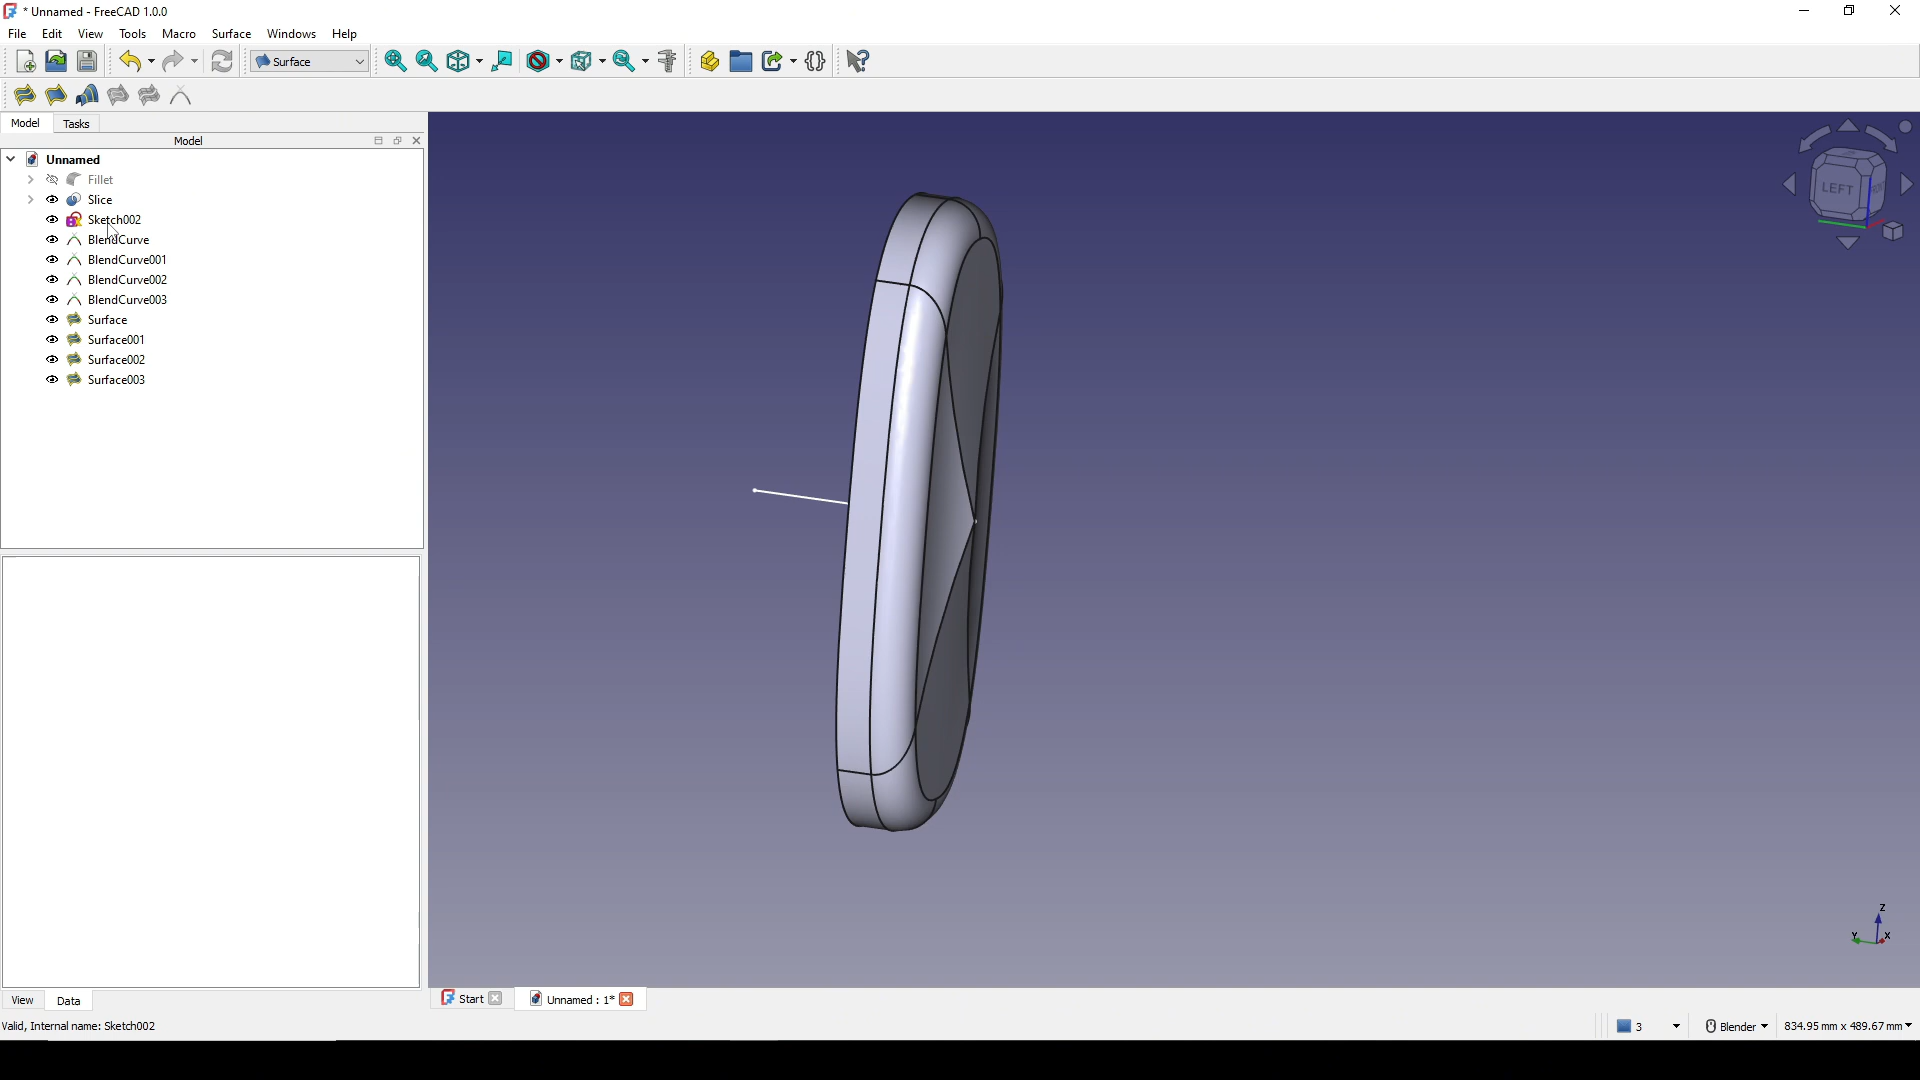 * Unnamed - FreeCAD 1.0.0
File Edit View Tools Macro Surface Windows Help
Surface
Model Tasks
Model
Unnamed
Fillet
Slice
Sketch002
BlendCurve
BlendCurve001
BlendCurve002
BlendCurve003
Surface
Surface001
Surface002
Surface003
LEFT
Z
Y X
View Data
Start Unnamed : 1*
Valid, Internal name: Sketch002
3 Blender 834.95 mm x 489.67 mm